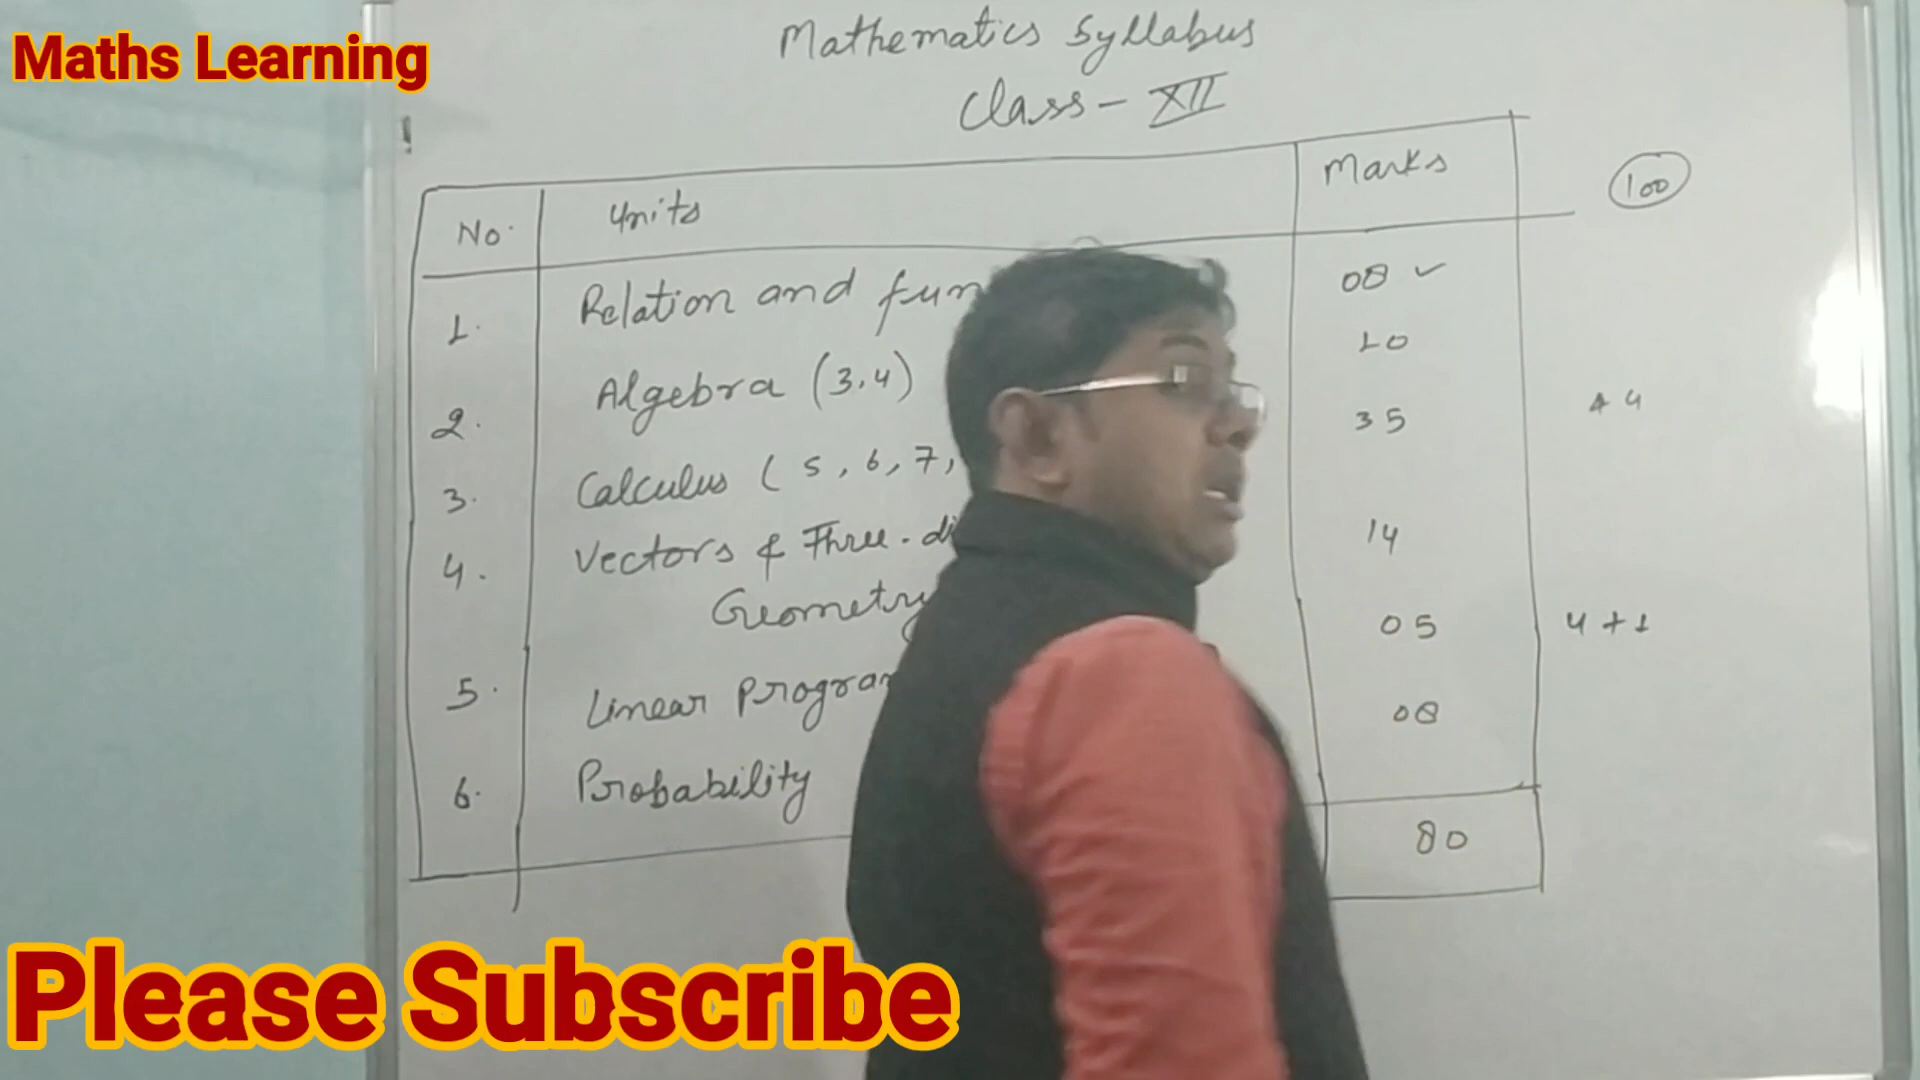 Maths Learning
Mathematics Syllabus
Class - XII
No. Units Marks
100
1. Relation and fun 08 ✓
2. Algebra (3,4) 10
3. Calculus ( 5, 6, 7, 35
4. Vectors & Three-di 14
Geometry
5. Linear Program 05 4 + 1
6. Probability 08
80
Please Subscribe